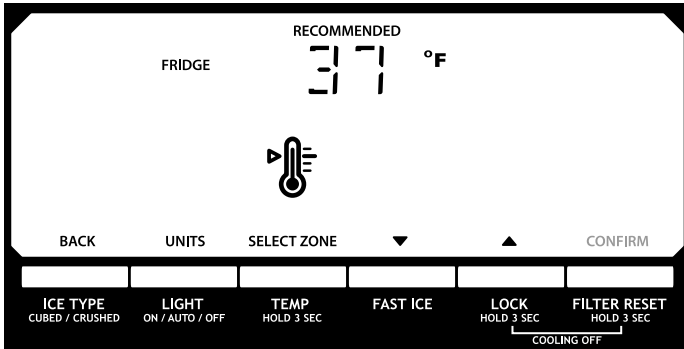 RECOMMENDED
FRIDGE 37 °F
BACK UNITS SELECT ZONE ▼ ▲ CONFIRM
ICE TYPE LIGHT TEMP FAST ICE LOCK FILTER RESET
CUBED / CRUSHED ON / AUTO / OFF HOLD 3 SEC HOLD 3 SEC HOLD 3 SEC
COOLING OFF